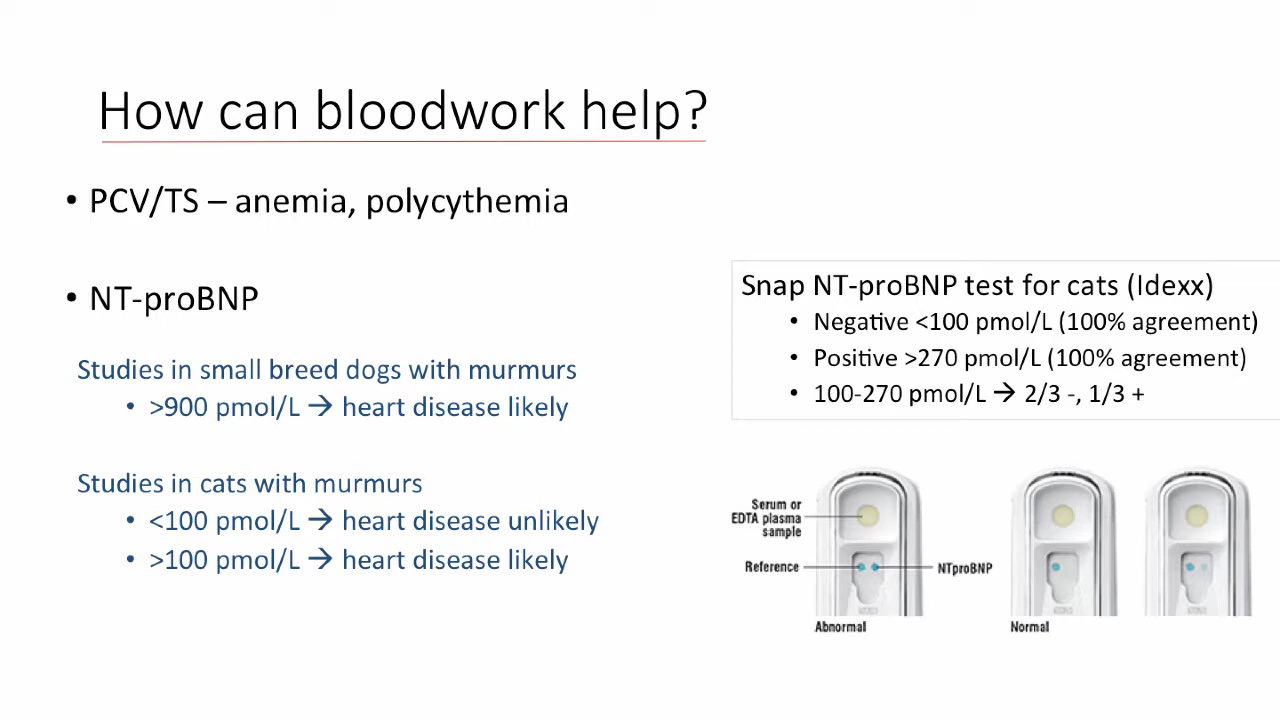 How can bloodwork help?
• PCV/TS – anemia, polycythemia
• NT-proBNP
Studies in small breed dogs with murmurs
• >900 pmol/L → heart disease likely
Studies in cats with murmurs
• <100 pmol/L → heart disease unlikely
• >100 pmol/L → heart disease likely
Snap NT-proBNP test for cats (Idexx)
• Negative <100 pmol/L (100% agreement)
• Positive >270 pmol/L (100% agreement)
• 100-270 pmol/L → 2/3 -, 1/3 +
Serum or
EDTA plasma
sample
Reference
NTproBNP
Abnormal
Normal